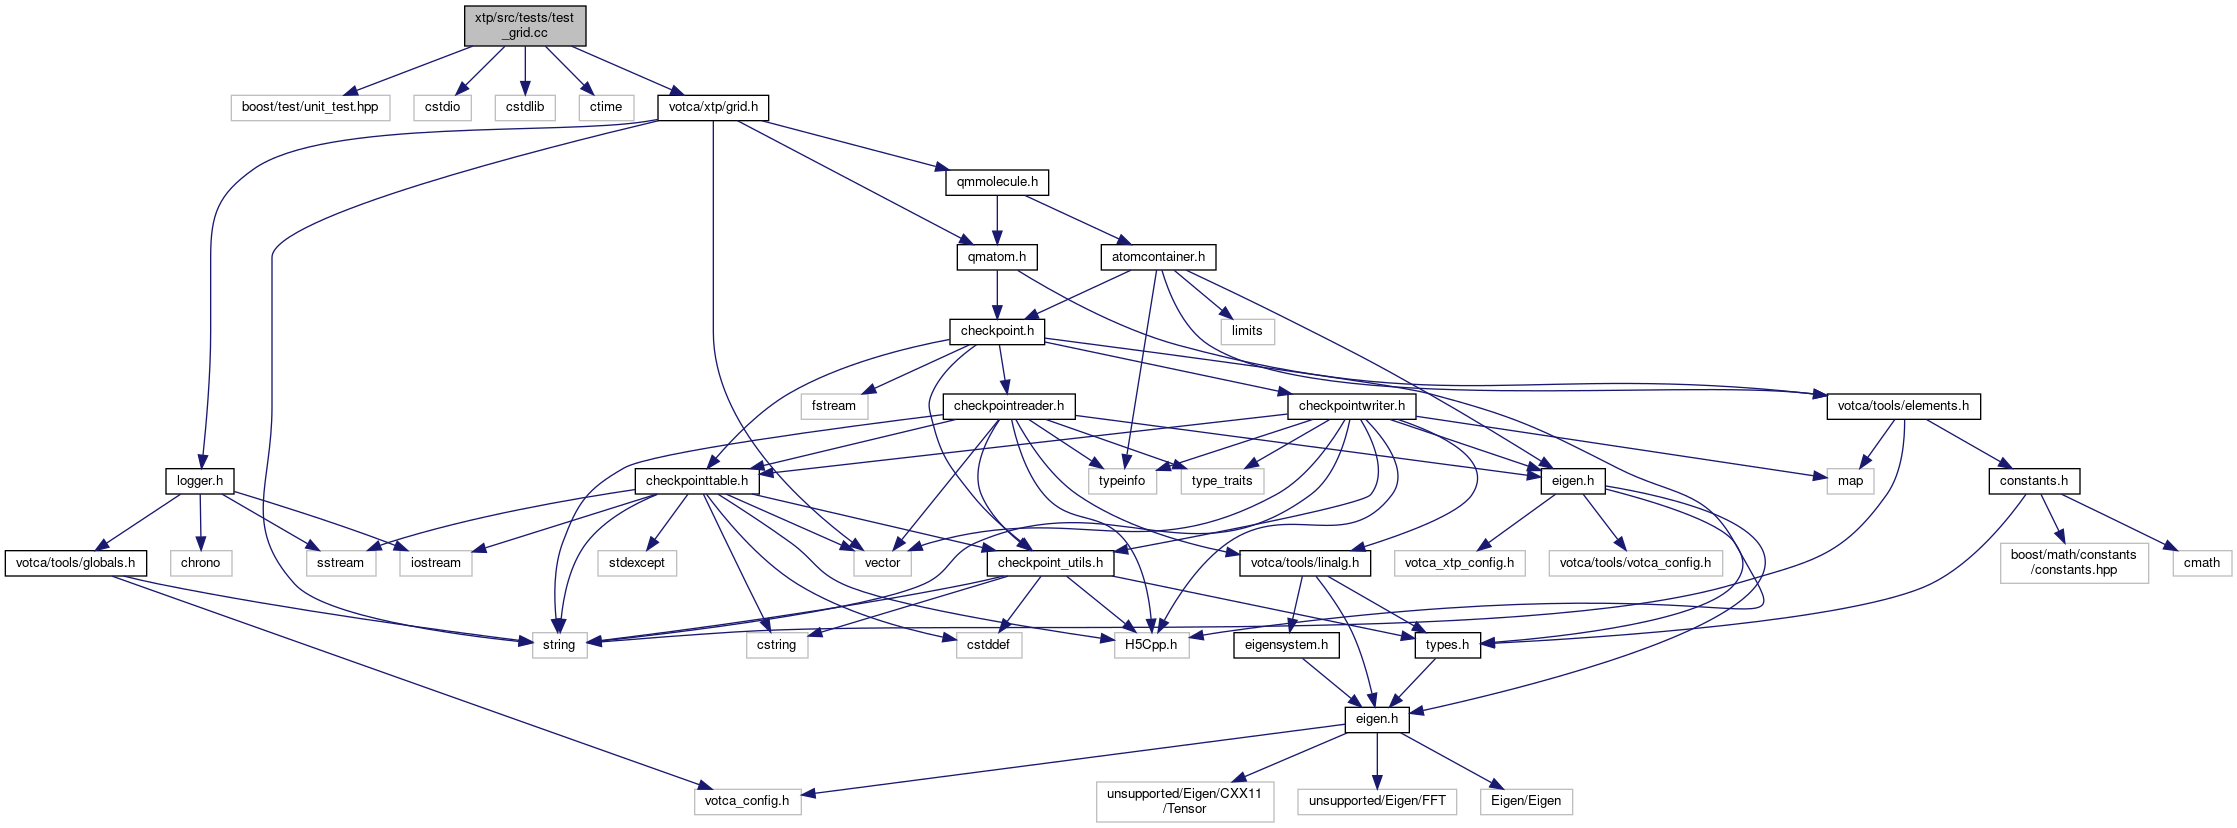 xtp/src/tests/test
_grid.cc
boost/test/unit_test.hpp
cstdio
cstdlib
ctime
votca/xtp/grid.h
qmmolecule.h
qmatom.h
atomcontainer.h
checkpoint.h
limits
fstream
checkpointreader.h
checkpointwriter.h
votca/tools/elements.h
logger.h
checkpointtable.h
typeinfo
type_traits
eigen.h
map
constants.h
votca/tools/globals.h
chrono
sstream
iostream
stdexcept
vector
checkpoint_utils.h
votca/tools/linalg.h
votca_xtp_config.h
votca/tools/votca_config.h
boost/math/constants
/constants.hpp
cmath
string
cstring
cstddef
H5Cpp.h
eigensystem.h
types.h
eigen.h
votca_config.h
unsupported/Eigen/CXX11
/Tensor
unsupported/Eigen/FFT
Eigen/Eigen